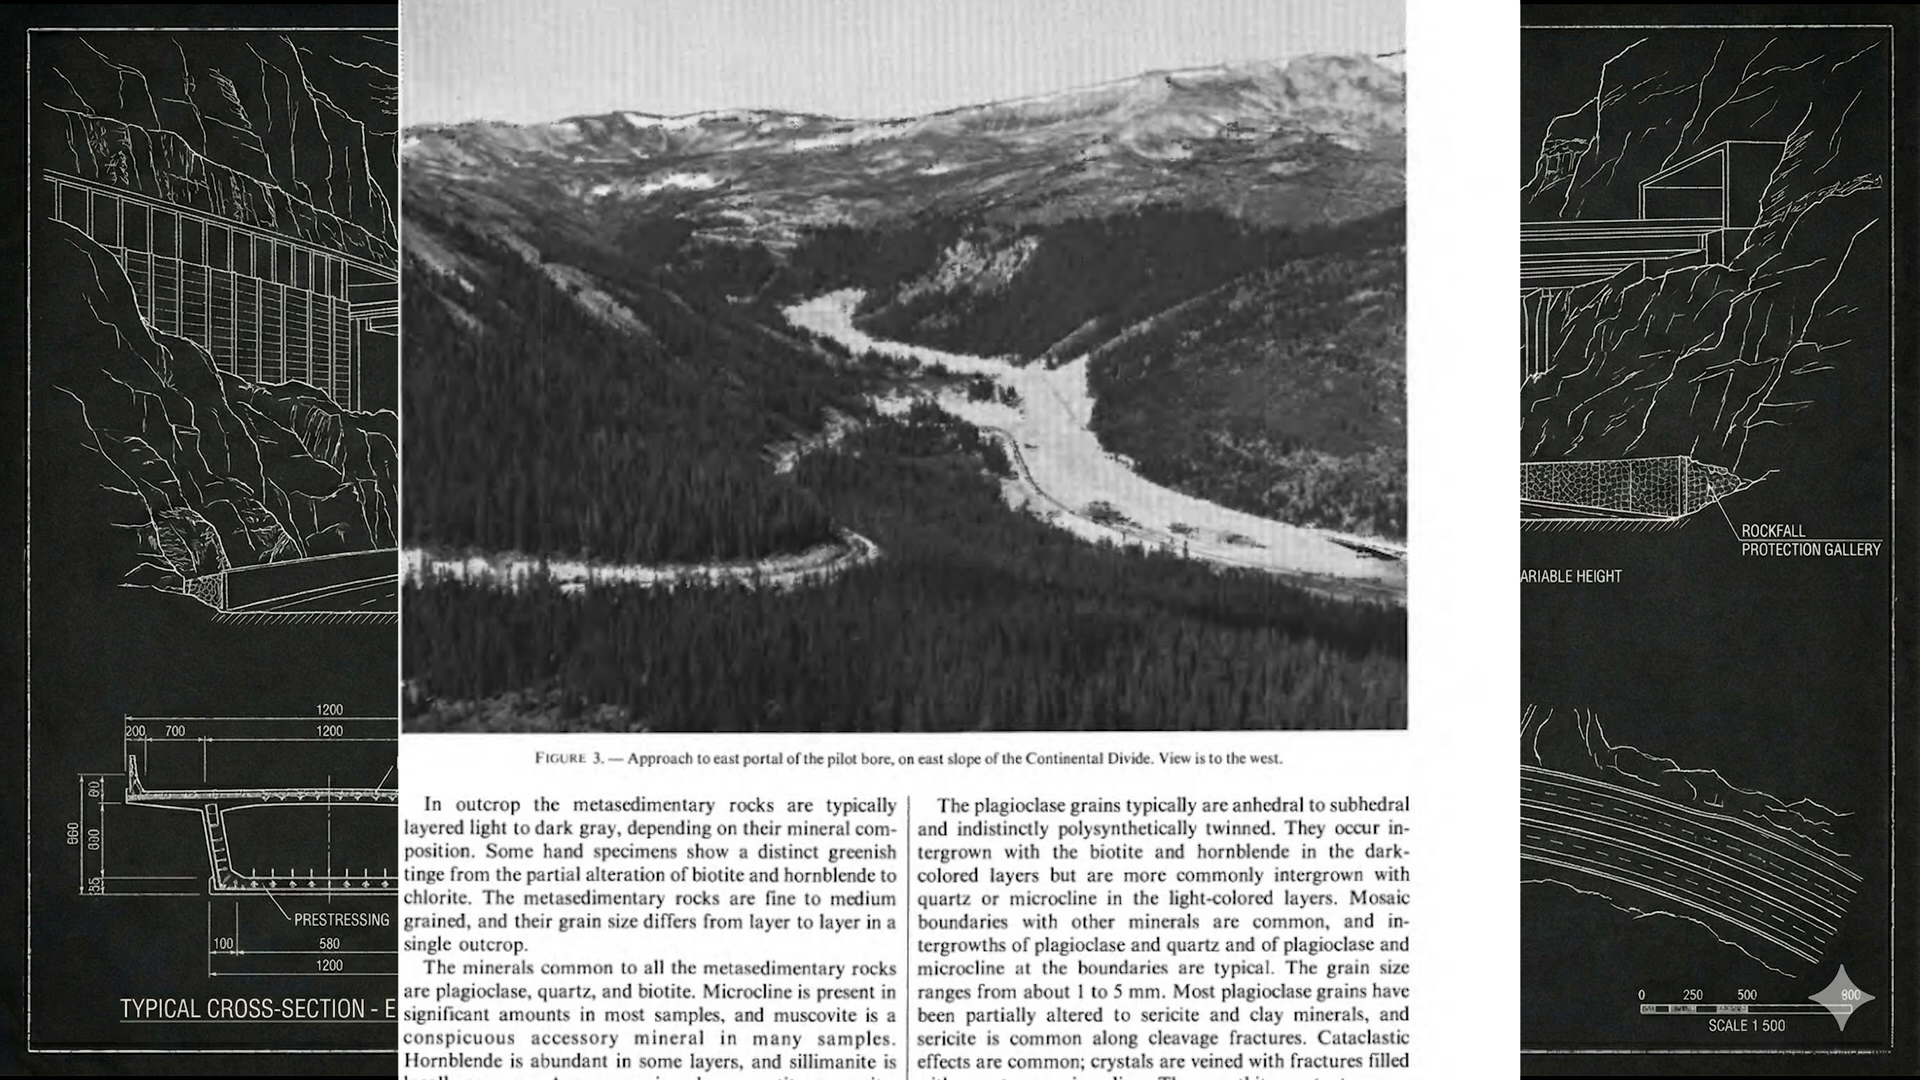 FIGURE 3. — Approach to east portal of the pilot bore, on east slope of the Continental Divide. View is to the west.
In outcrop the metasedimentary rocks are typically
layered light to dark gray, depending on their mineral com-
position. Some hand specimens show a distinct greenish
tinge from the partial alteration of biotite and hornblende to
chlorite. The metasedimentary rocks are fine to medium
grained, and their grain size differs from layer to layer in a
single outcrop.
The minerals common to all the metasedimentary rocks
are plagioclase, quartz, and biotite. Microcline is present in
significant amounts in most samples, and muscovite is a
conspicuous accessory mineral in many samples.
Hornblende is abundant in some layers, and sillimanite is
The plagioclase grains typically are anhedral to subhedral
and indistinctly polysynthetically twinned. They occur in-
tergrown with the biotite and hornblende in the dark-
colored layers but are more commonly intergrown with
quartz or microcline in the light-colored layers. Mosaic
boundaries with other minerals are common, and in-
tergrowths of plagioclase and quartz and of plagioclase and
microcline at the boundaries are typical. The grain size
ranges from about 1 to 5 mm. Most plagioclase grains have
been partially altered to sericite and clay minerals, and
sericite is common along cleavage fractures. Cataclastic
effects are common; crystals are veined with fractures filled
1200
200 700 1200
660
PRESTRESSING
100 580
1200
TYPICAL CROSS-SECTION - E
ROCKFALL
PROTECTION GALLERY
ARIABLE HEIGHT
0 250 500 800
SCALE 1 500